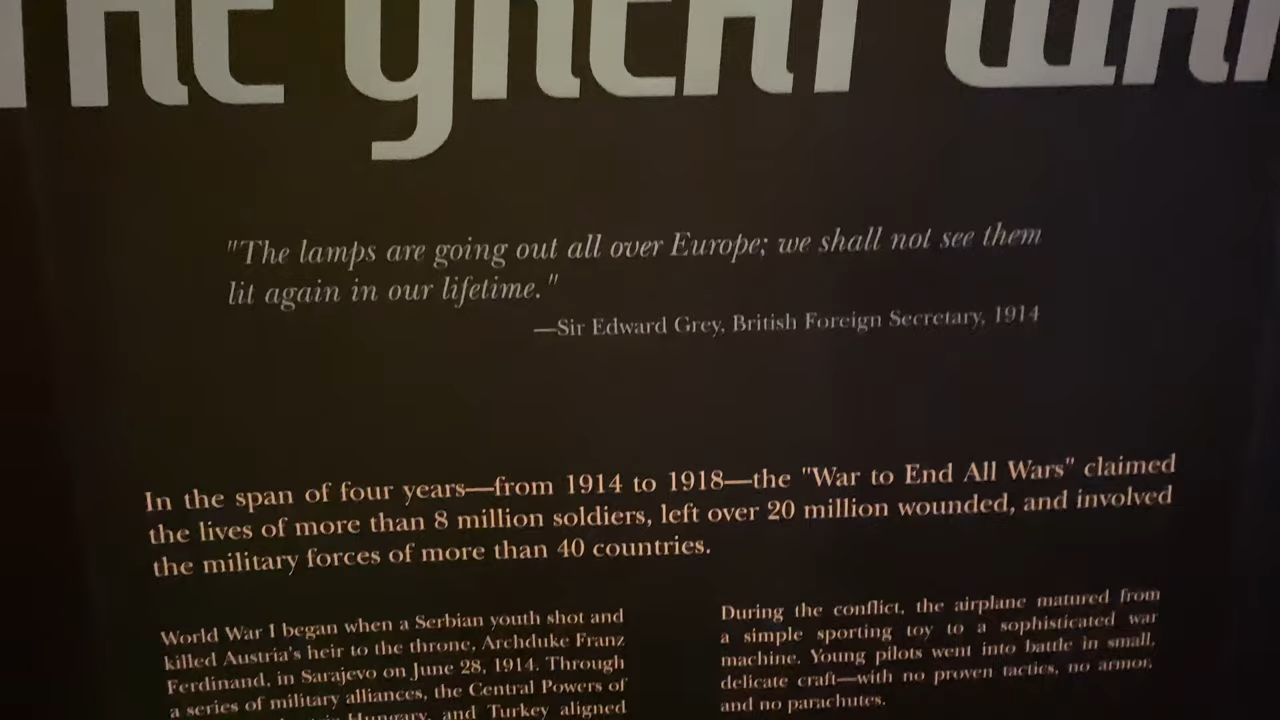 THE GREAT WAR
"The lamps are going out all over Europe; we shall not see them
lit again in our lifetime."
—Sir Edward Grey, British Foreign Secretary, 1914
In the span of four years—from 1914 to 1918—the "War to End All Wars" claimed
the lives of more than 8 million soldiers, left over 20 million wounded, and involved
the military forces of more than 40 countries.
World War I began when a Serbian youth shot and
killed Austria's heir to the throne, Archduke Franz
Ferdinand, in Sarajevo on June 28, 1914. Through
a series of military alliances, the Central Powers of
Hungary, and Turkey aligned
During the conflict, the airplane matured from
a simple sporting toy to a sophisticated war
machine. Young pilots went into battle in small,
delicate craft—with no proven tactics, no armor,
and no parachutes.